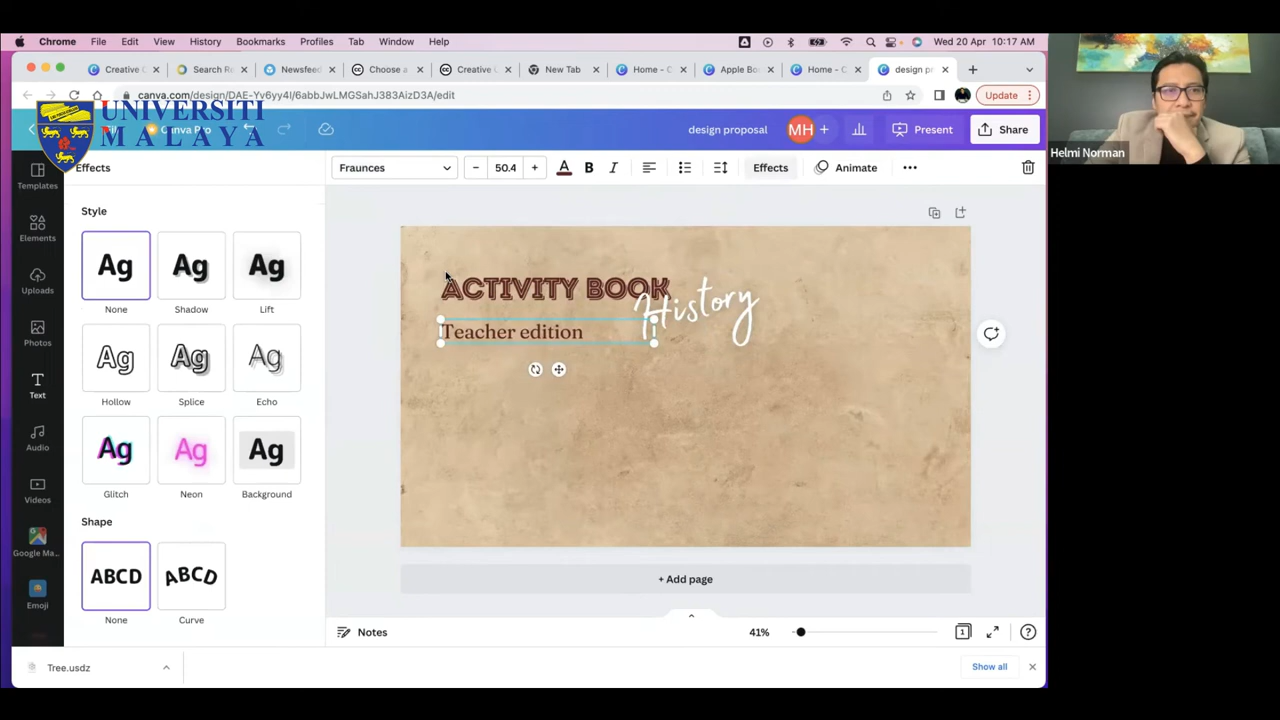 Chrome File Edit View History Bookmarks Profiles Tab Window Help
Wed 20 Apr 10:17 AM
Creative C
Search Re
Newsfeed
Choose a
Creative C
New Tab
Home - C
Apple Bo
Home - C
design pr
canva.com/design/DAE-Yv6yy4I/6abbJwLMGSahJ383AizD3A/edit
Update
UNIVERSITI
MALAYA
Canva Pro
design proposal
MH
Present
Share
Helmi Norman
Effects
Fraunces
50.4
A
B
I
Effects
Animate
Templates
Elements
Uploads
Photos
Text
Audio
Videos
Google Ma...
Emoji
Style
Ag Ag Ag
None Shadow Lift
Ag Ag Ag
Hollow Splice Echo
Ag Ag Ag
Glitch Neon Background
Shape
ABCD ABCD
None Curve
ACTIVITY BOOK
History
Teacher edition
+ Add page
Notes
41%
1
Tree.usdz
Show all